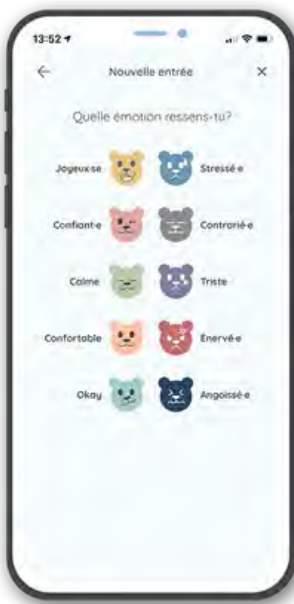 13:52
Nouvelle entrée
Quelle émotion ressens-tu?
Joyeux·se
Stressé·e
Confiant·e
Contrarié·e
Calme
Triste
Confortable
Énervé·e
Okay
Angoissé·e